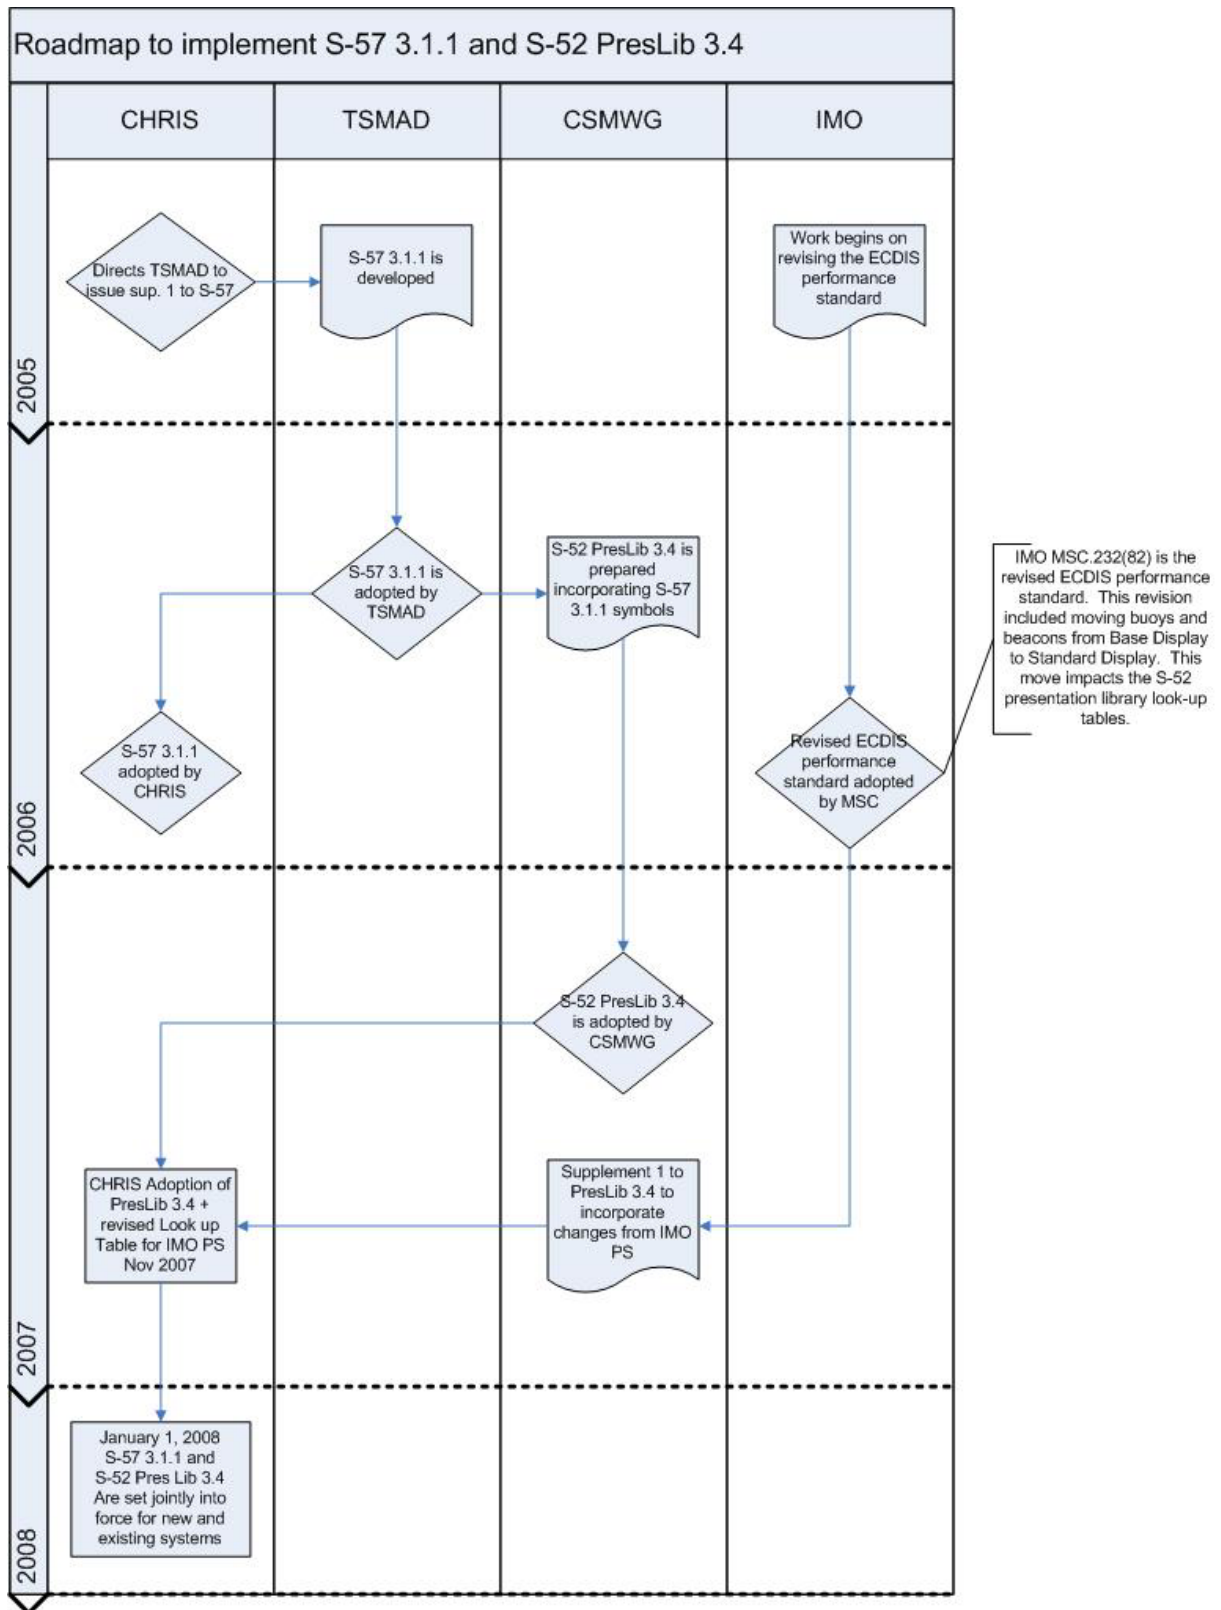 Roadmap to implement S-57 3.1.1 and S-52 PresLib 3.4
CHRIS
TSMAD
CSMWG
IMO
2005
Directs TSMAD to
issue sup. 1 to S-57
S-57 3.1.1 is
developed
Work begins on
revising the ECDIS
performance
standard
2006
S-57 3.1.1 is
adopted by
TSMAD
S-52 PresLib 3.4 is
prepared
incorporating S-57
3.1.1 symbols
S-57 3.1.1
adopted by
CHRIS
Revised ECDIS
performance
standard adopted
by MSC
IMO MSC.232(82) is the
revised ECDIS performance
standard. This revision
included moving buoys and
beacons from Base Display
to Standard Display. This
move impacts the S-52
presentation library look-up
tables.
2007
S-52 PresLib 3.4
is adopted by
CSMWG
CHRIS Adoption of
PresLib 3.4 +
revised Look up
Table for IMO PS
Nov 2007
Supplement 1 to
PresLib 3.4 to
incorporate
changes from IMO
PS
2008
January 1, 2008
S-57 3.1.1 and
S-52 Pres Lib 3.4
Are set jointly into
force for new and
existing systems